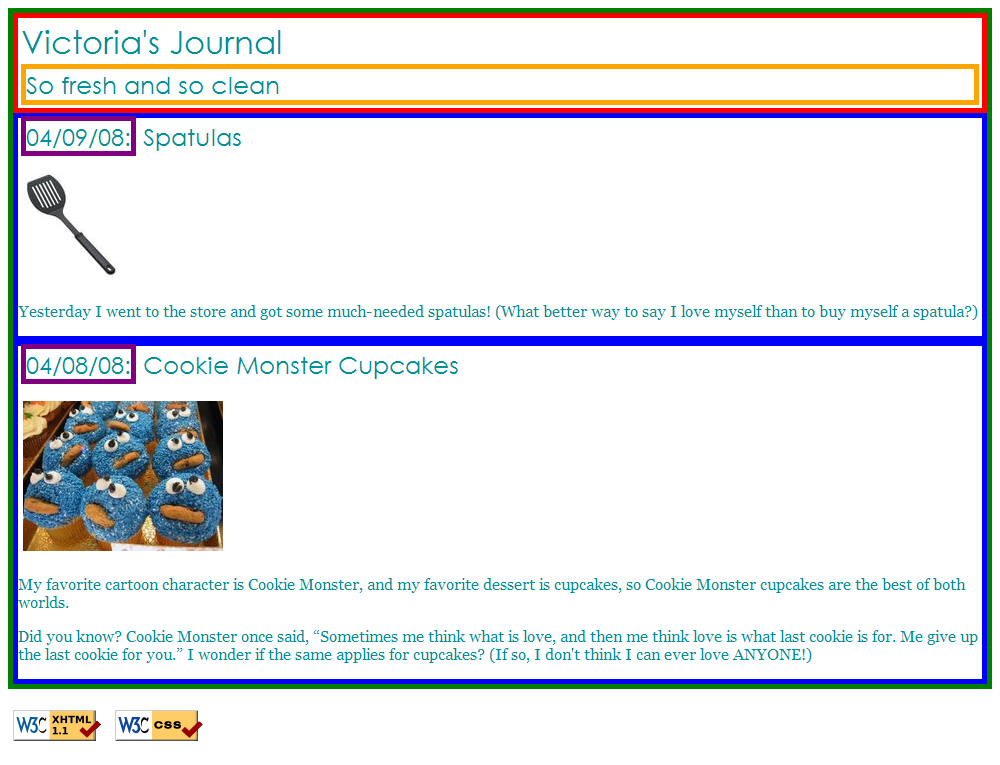 Victoria's Journal
So fresh and so clean
04/09/08: Spatulas
Yesterday I went to the store and got some much-needed spatulas! (What better way to say I love myself than to buy myself a spatula?)
04/08/08: Cookie Monster Cupcakes
My favorite cartoon character is Cookie Monster, and my favorite dessert is cupcakes, so Cookie Monster cupcakes are the best of both
worlds.
Did you know? Cookie Monster once said, “Sometimes me think what is love, and then me think love is what last cookie is for. Me give up
the last cookie for you.” I wonder if the same applies for cupcakes? (If so, I don't think I can ever love ANYONE!)
W3C XHTML 1.1 W3C CSS